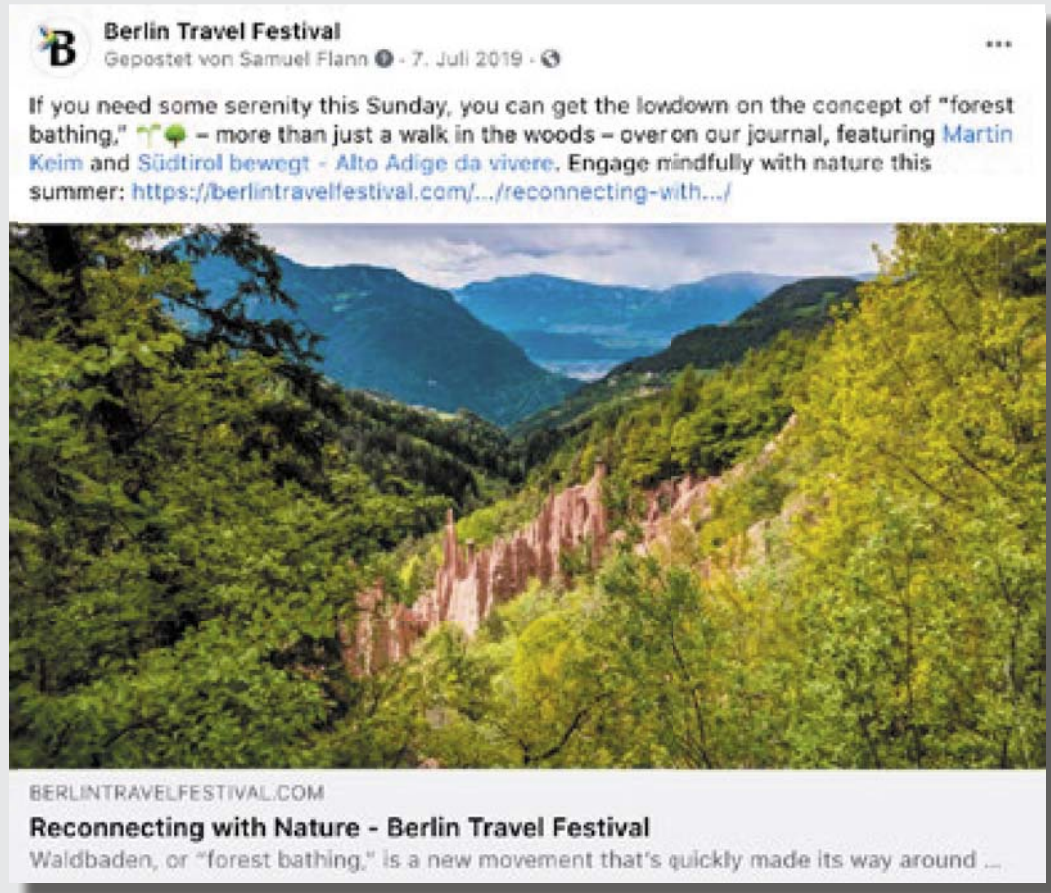 B
Berlin Travel Festival
Gepostet von Samuel Flann · 7. Juli 2019 ·
If you need some serenity this Sunday, you can get the lowdown on the concept of "forest
bathing," 🌱🌳 – more than just a walk in the woods – over on our journal, featuring Martin
Keim and Südtirol bewegt - Alto Adige da vivere. Engage mindfully with nature this
summer: https://berlintravelfestival.com/.../reconnecting-with.../
BERLINTRAVELFESTIVAL.COM
Reconnecting with Nature - Berlin Travel Festival
Waldbaden, or "forest bathing," is a new movement that's quickly made its way around ...